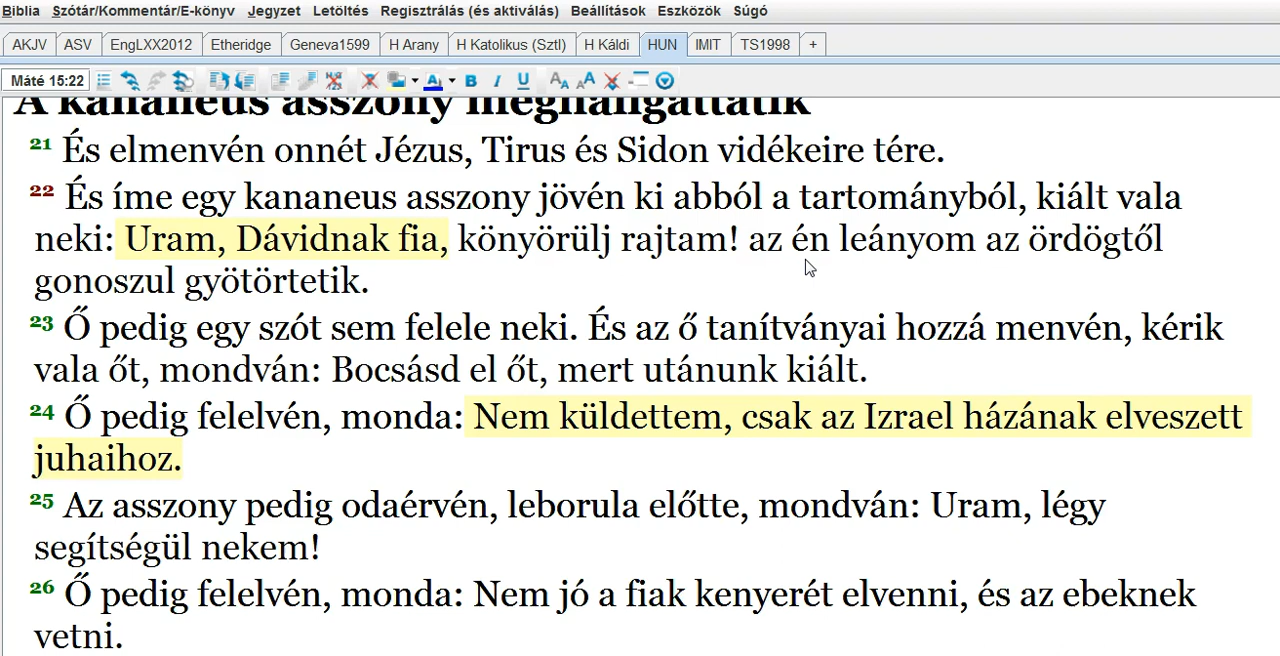 Biblia Szótár/Kommentár/E-könyv Jegyzet Letöltés Regisztrálás (és aktiválás) Beállítások Eszközök Súgó
AKJV ASV EngLXX2012 Etheridge Geneva1599 H Arany H Katolikus (Sztl) H Káldi HUN IMIT TS1998 +
Máté 15:22
A kananeus asszony meghallgattatik
21 És elmenvén onnét Jézus, Tirus és Sidon vidékeire tére.
22 És íme egy kananeus asszony jövén ki abból a tartományból, kiált vala
neki: Uram, Dávidnak fia, könyörülj rajtam! az én leányom az ördögtől
gonoszul gyötörtetik.
23 Ő pedig egy szót sem felele neki. És az ő tanítványai hozzá menvén, kérik
vala őt, mondván: Bocsásd el őt, mert utánunk kiált.
24 Ő pedig felelvén, monda: Nem küldettem, csak az Izrael házának elveszett
juhaihoz.
25 Az asszony pedig odaérvén, leborula előtte, mondván: Uram, légy
segítségül nekem!
26 Ő pedig felelvén, monda: Nem jó a fiak kenyerét elvenni, és az ebeknek
vetni.